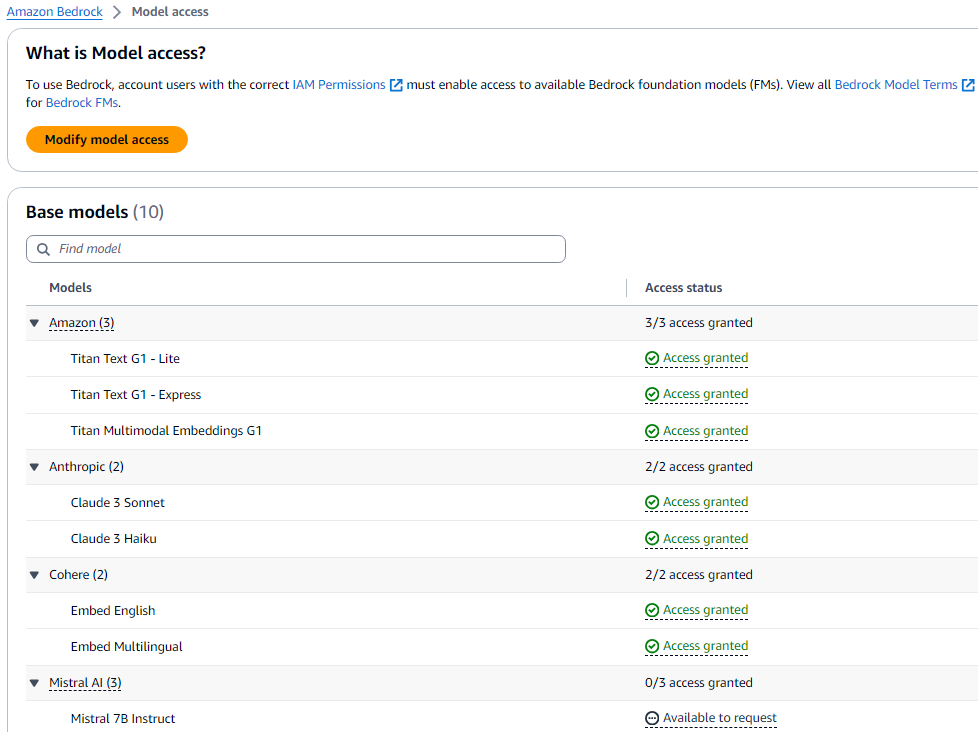 Amazon Bedrock > Model access
What is Model access?
To use Bedrock, account users with the correct IAM Permissions must enable access to available Bedrock foundation models (FMs). View all Bedrock Model Terms
for Bedrock FMs.
Modify model access
Base models (10)
Find model
Models Access status
Amazon (3) 3/3 access granted
Titan Text G1 - Lite Access granted
Titan Text G1 - Express Access granted
Titan Multimodal Embeddings G1 Access granted
Anthropic (2) 2/2 access granted
Claude 3 Sonnet Access granted
Claude 3 Haiku Access granted
Cohere (2) 2/2 access granted
Embed English Access granted
Embed Multilingual Access granted
Mistral AI (3) 0/3 access granted
Mistral 7B Instruct Available to request